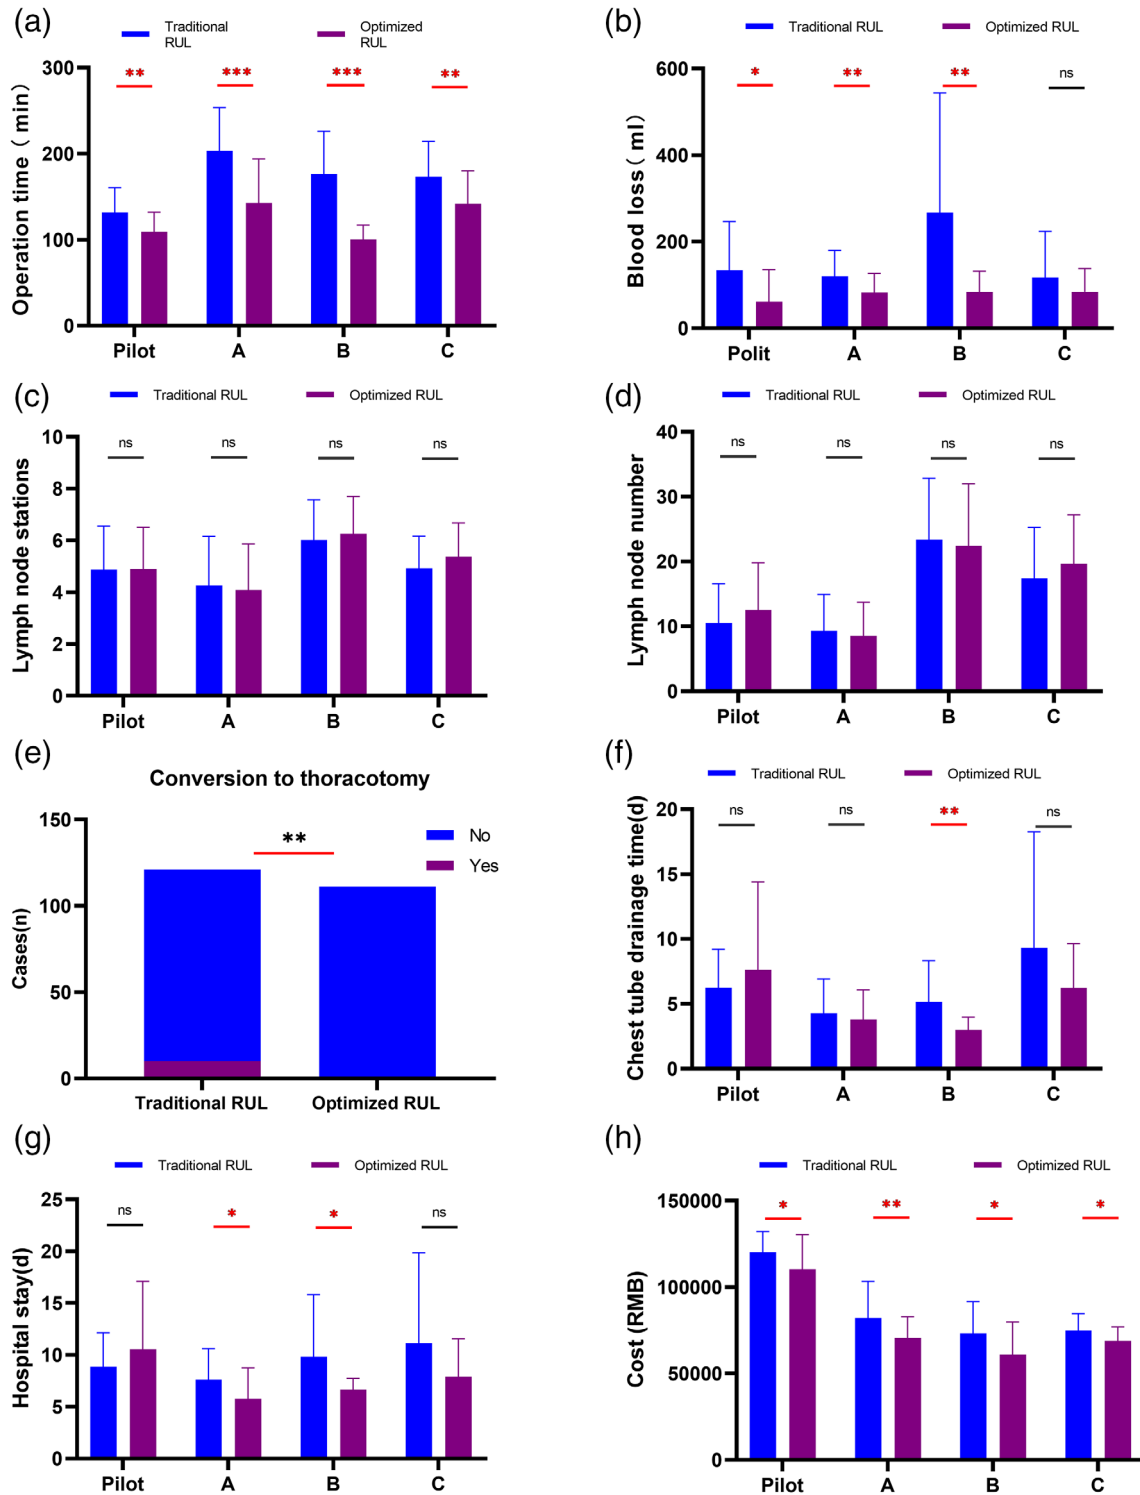 (a)
Traditional
RUL
Optimized
RUL
Operation time ( min)
300
200
100
0
**
***
***
**
Pilot
A
B
C
(b)
Traditional RUL
Optimized RUL
Blood loss( ml)
600
400
200
0
*
**
**
ns
Polit
A
B
C
(c)
Traditional RUL
Optimized RUL
Lymph node stations
10
8
6
4
2
0
ns
ns
ns
ns
Pilot
A
B
C
(d)
Traditional RUL
Optimized RUL
Lymph node number
40
30
20
10
0
ns
ns
ns
ns
Pilot
A
B
C
(e)
Conversion to thoracotomy
Cases(n)
150
100
50
0
**
No
Yes
Traditional RUL
Optimized RUL
(f)
Traditional RUL
Optimized RUL
Chest tube drainage time(d)
20
15
10
5
0
ns
ns
**
ns
Pilot
A
B
C
(g)
Traditional RUL
Optimized RUL
Hospital stay(d)
25
20
15
10
5
0
ns
*
*
ns
Pilot
A
B
C
(h)
Traditional RUL
Optimized RUL
Cost (RMB)
150000
100000
50000
0
*
**
*
*
Pilot
A
B
C